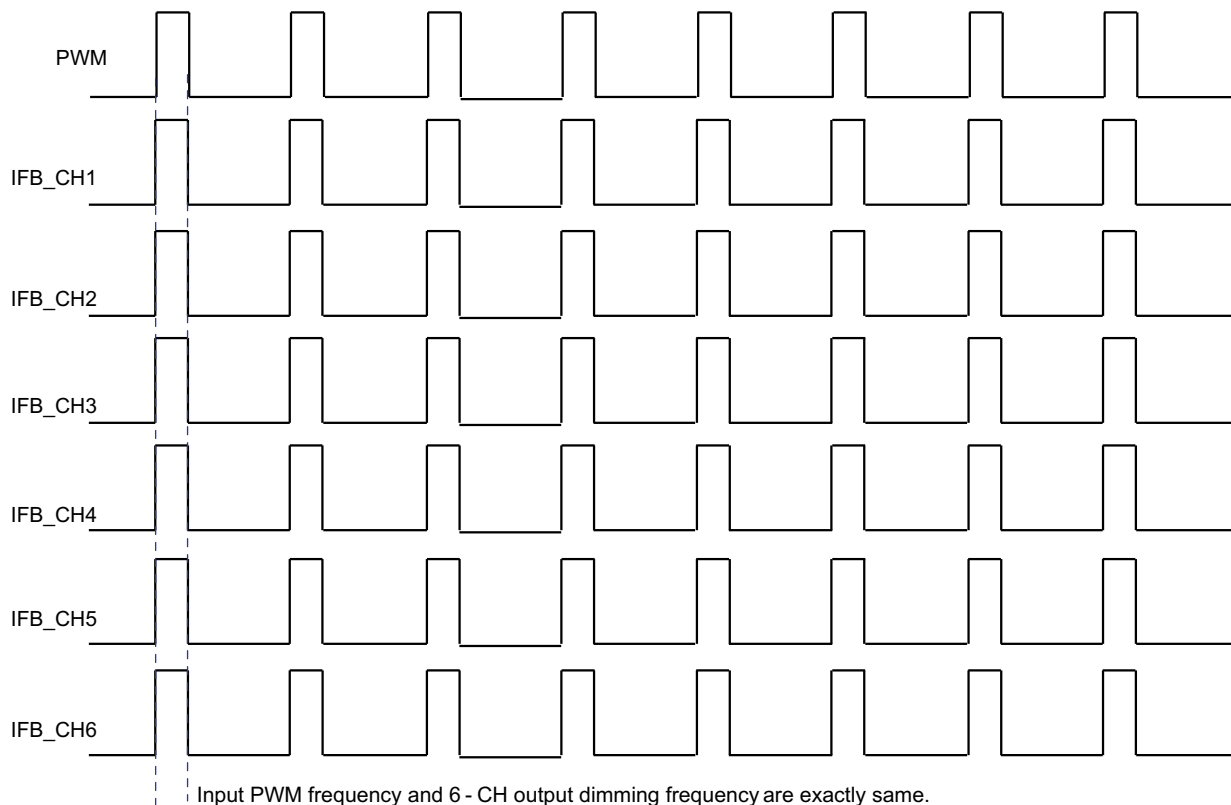 PWM
IFB_CH1
IFB_CH2
IFB_CH3
IFB_CH4
IFB_CH5
IFB_CH6
Input PWM frequency and 6 - CH output dimming frequency are exactly same.